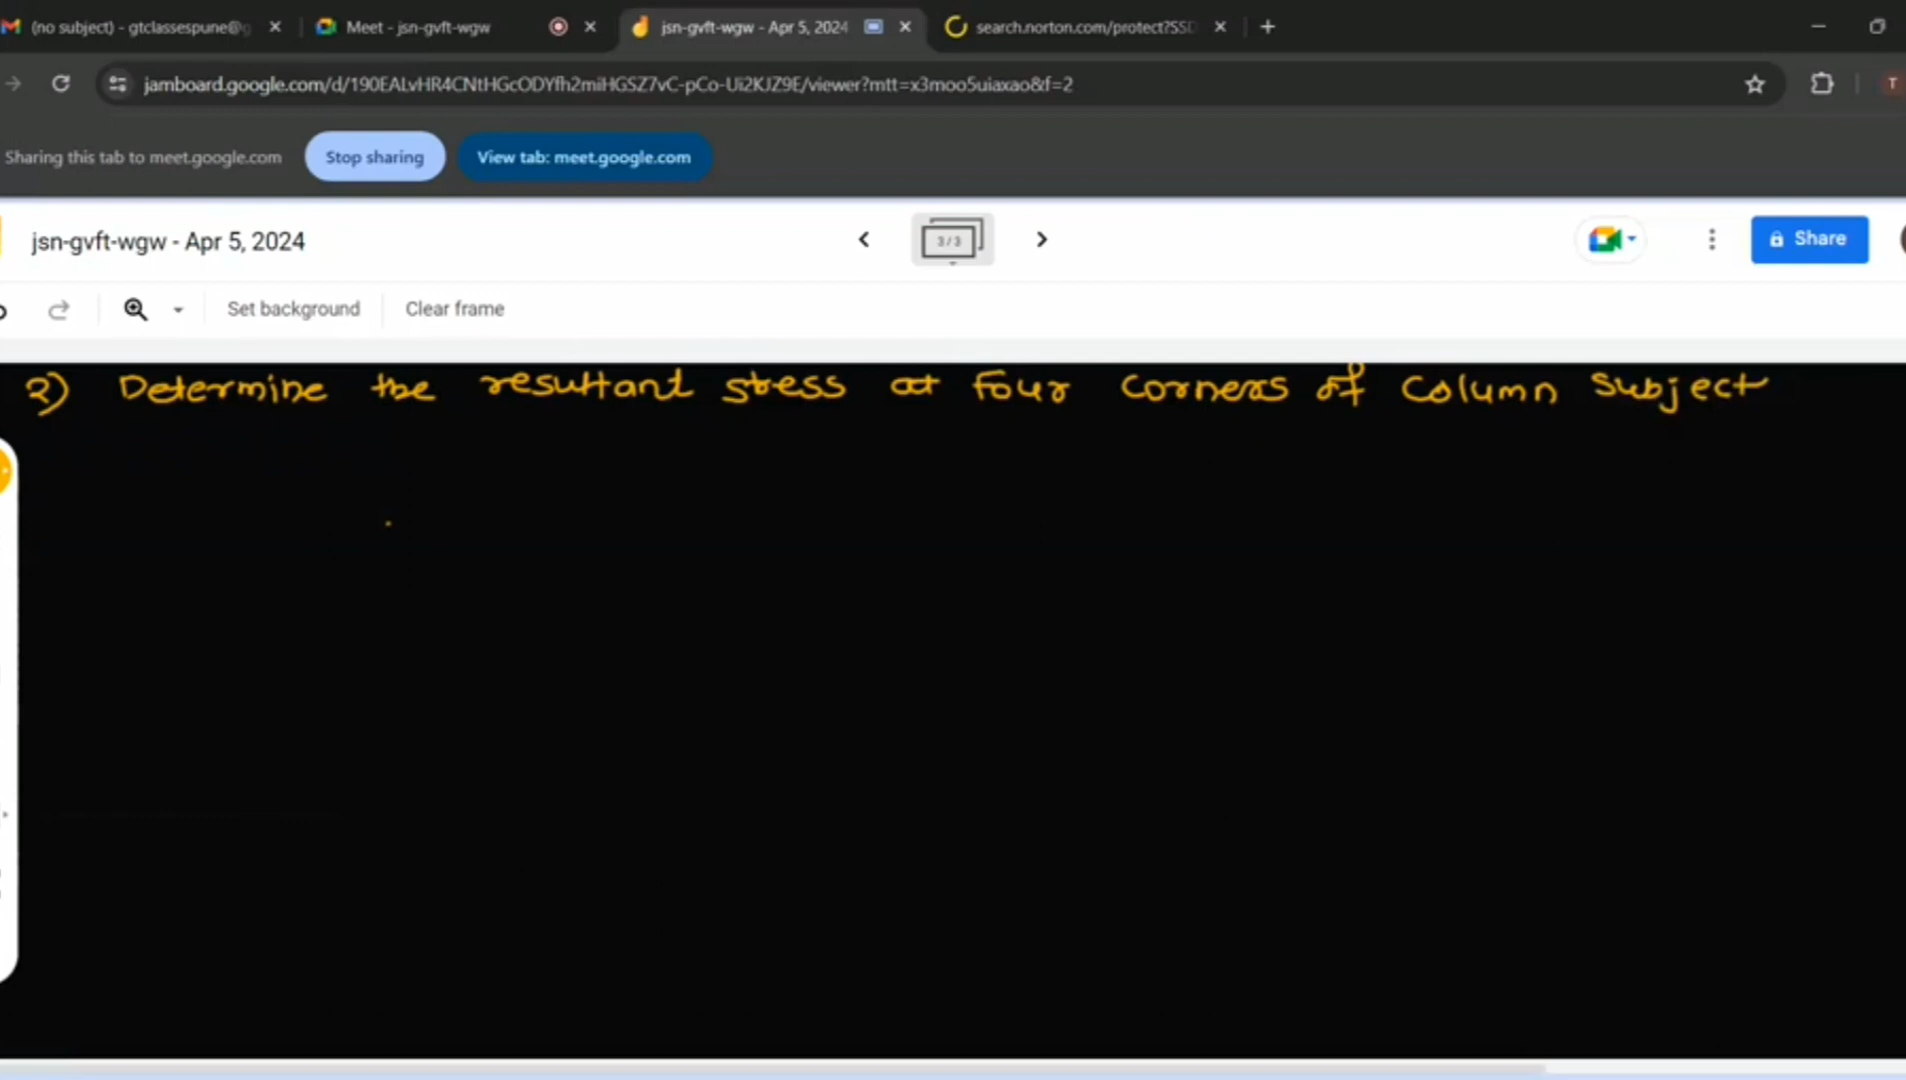 (no subject) - gtclassespune@g
Meet - jsn-gvft-wgw
jsn-gvft-wgw - Apr 5, 2024
search.norton.com/protect?SSD
jamboard.google.com/d/190EALvHR4CNtHGcODYfh2miHGSZ7vC-pCo-Ui2KJZ9E/viewer?mtt=x3moo5uiaxao&f=2
T
Sharing this tab to meet.google.com
Stop sharing
View tab: meet.google.com
jsn-gvft-wgw - Apr 5, 2024
3 / 3
Share
Set background
Clear frame
2) Determine the resultant stress at four corners of column subject